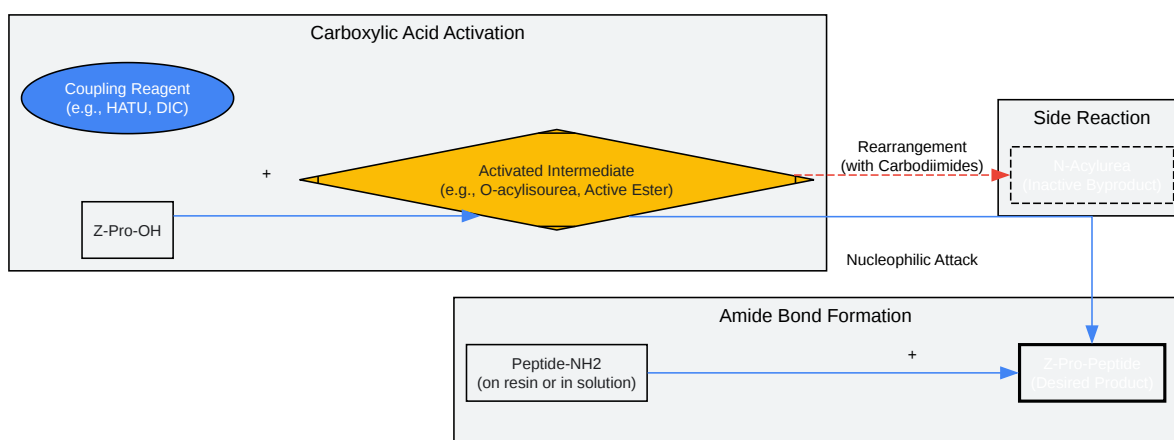 Carboxylic Acid Activation
Coupling Reagent
(e.g., HATU, DIC)
+
Activated Intermediate
(e.g., O-acylisourea, Active Ester)
Z-Pro-OH
Rearrangement
(with Carbodiimides)
Side Reaction
N-Acylurea
(Inactive Byproduct)
Nucleophilic Attack
Amide Bond Formation
Peptide-NH2
(on resin or in solution)
+
Z-Pro-Peptide
(Desired Product)